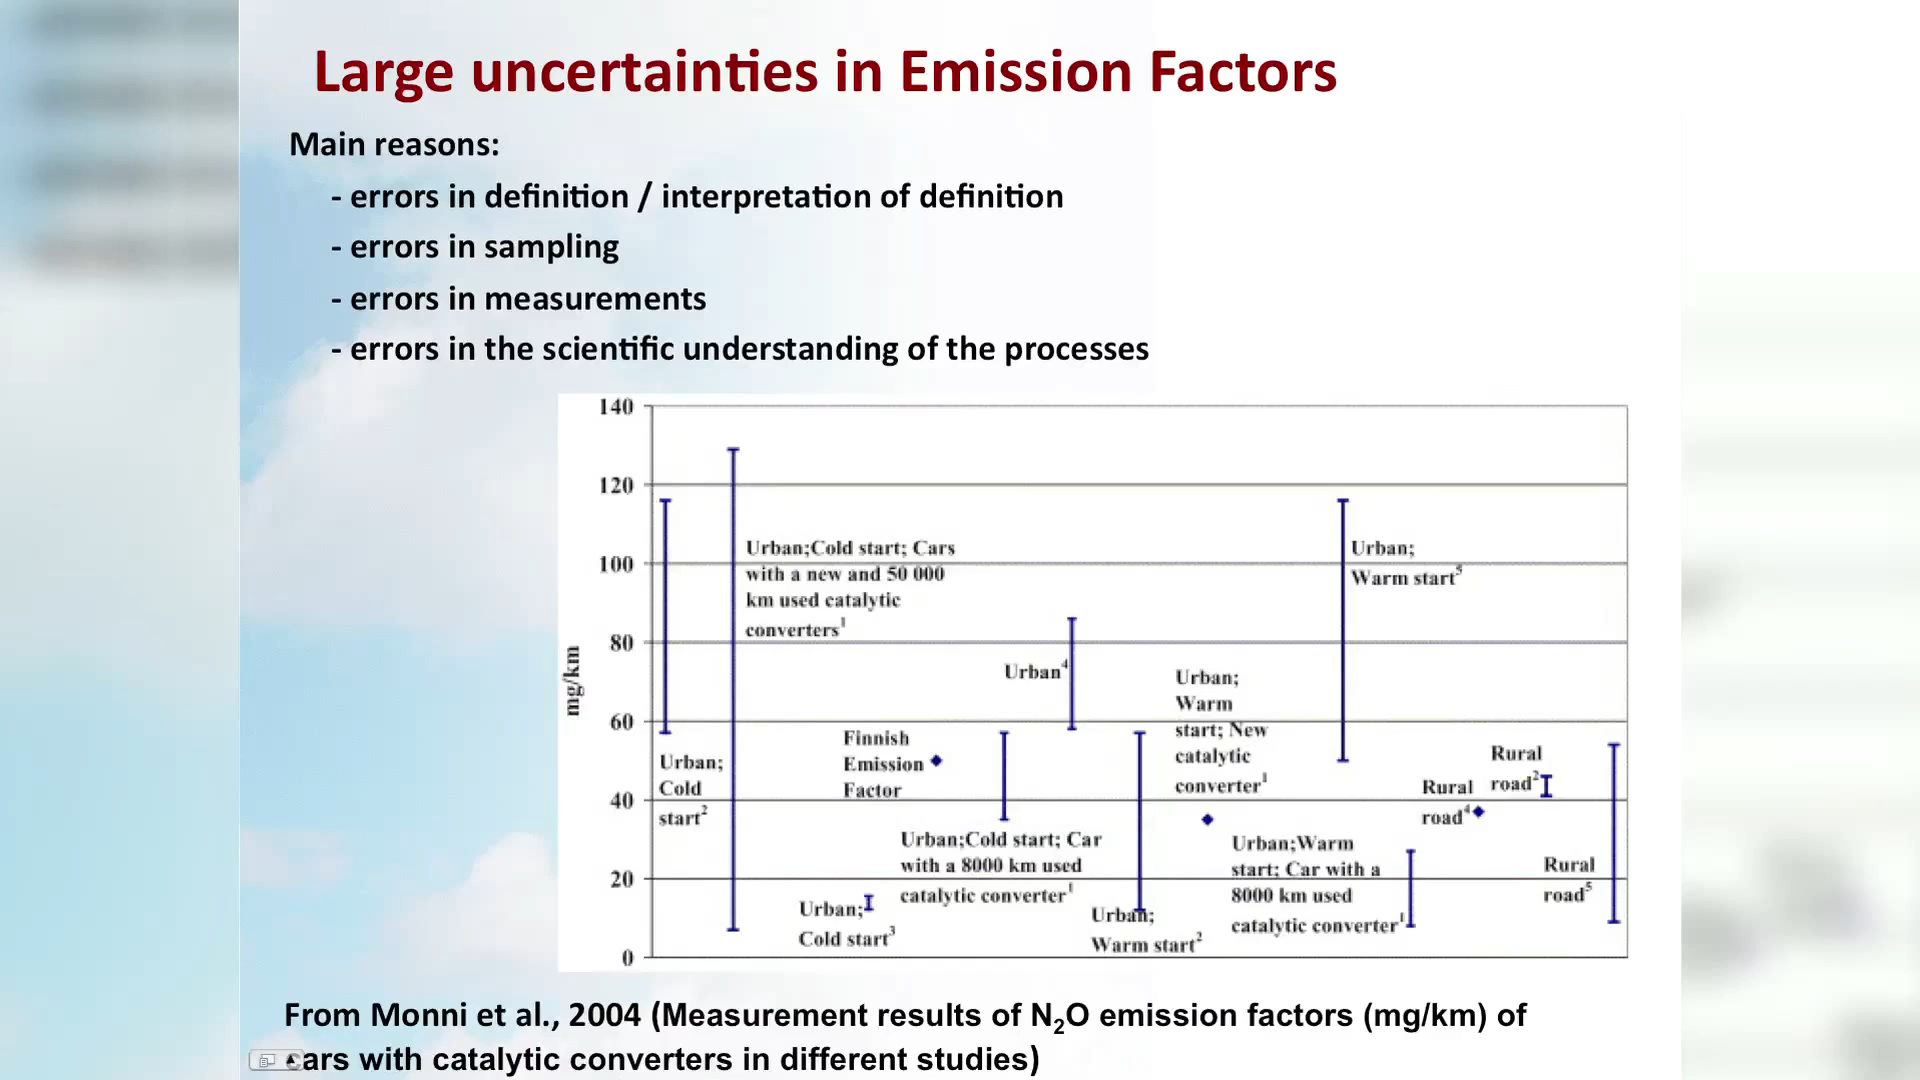 Large uncertainties in Emission Factors
Main reasons:
- errors in definition / interpretation of definition
- errors in sampling
- errors in measurements
- errors in the scientific understanding of the processes
140
120
100
80
60
40
20
0
mg/km
Urban;
Cold
start²
Urban;Cold start; Cars
with a new and 50 000
km used catalytic
converters¹
Urban;
Cold start³
Finnish
Emission
Factor
Urban;Cold start; Car
with a 8000 km used
catalytic converter¹
Urban⁴
Urban;
Warm start²
Urban;
Warm
start; New
catalytic
converter¹
Urban;
Warm start⁵
Urban;Warm
start; Car with a
8000 km used
catalytic converter¹
Rural
road⁴
Rural
road²
Rural
road⁵
From Monni et al., 2004 (Measurement results of N₂O emission factors (mg/km) of
cars with catalytic converters in different studies)